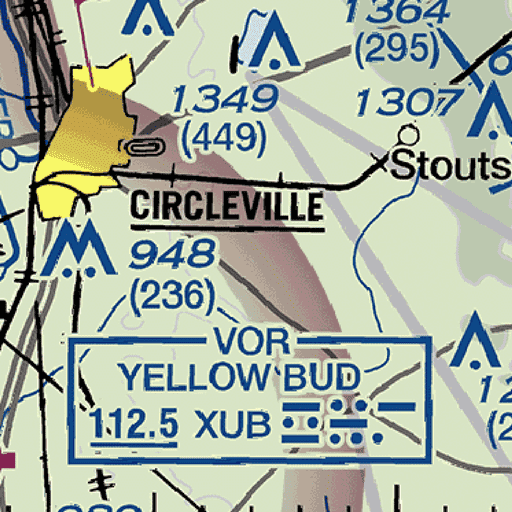 1364
(295)
1349
(449)
1307
Stouts
CIRCLEVILLE
948
(236)
VOR
YELLOW BUD
112.5 XUB